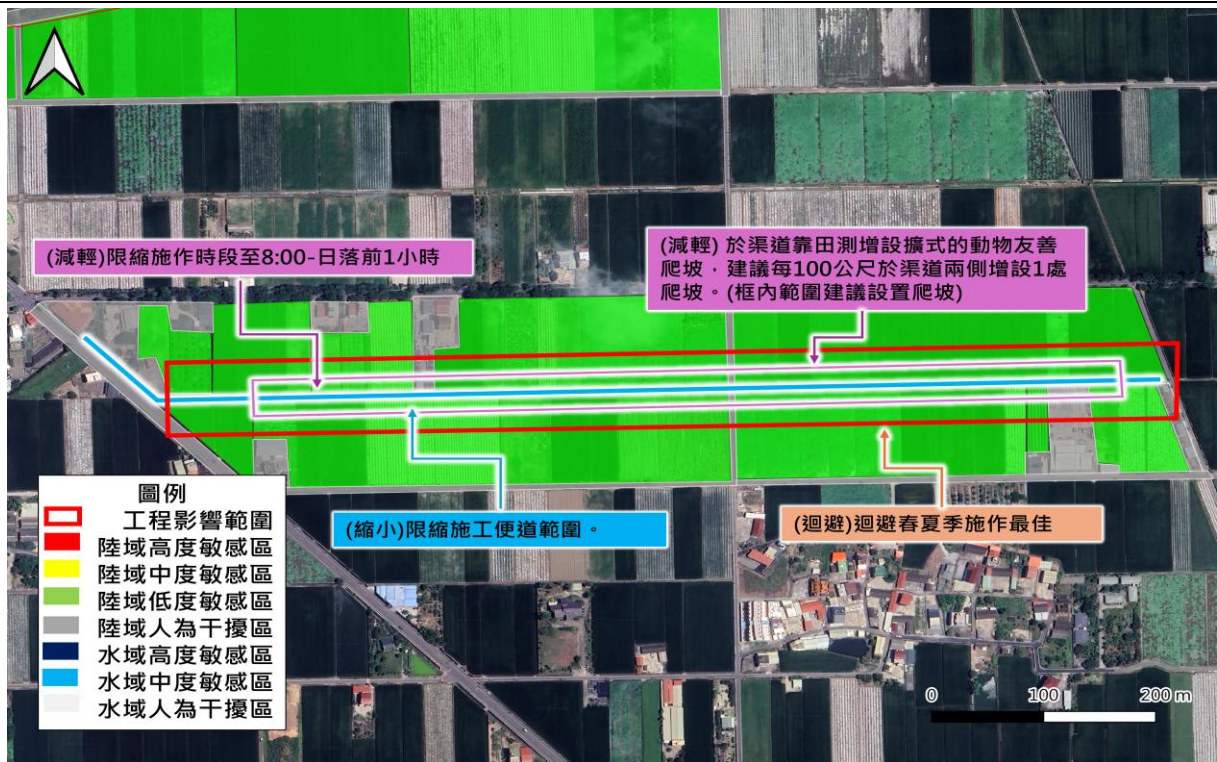 (減輕)限縮施作時段至8:00-日落前1小時
(減輕) 於渠道靠田測增設擴式的動物友善
爬坡，建議每100公尺於渠道兩側增設1處
爬坡。(框內範圍建議設置爬坡)
(縮小)限縮施工便道範圍。
(迴避)迴避春夏季施作最佳
圖例
工程影響範圍
陸域高度敏感區
陸域中度敏感區
陸域低度敏感區
陸域人為干擾區
水域高度敏感區
水域中度敏感區
水域人為干擾區
0 100 200 m